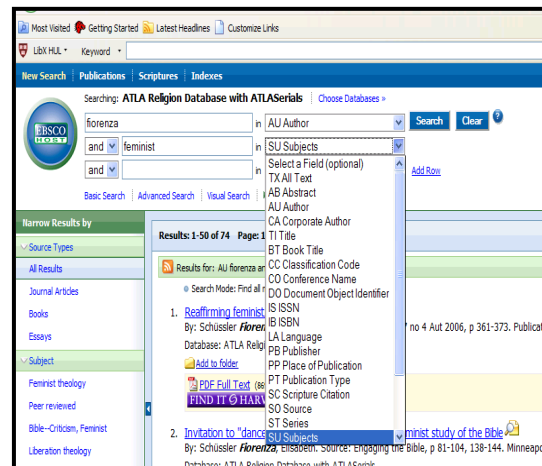 Most Visited Getting Started Latest Headlines Customize Links
LibX HUL Keyword
New Search Publications Scriptures Indexes
Searching: ATLA Religion Database with ATLASerials Choose Databases »
EBSCO HOST
fiorenza in AU Author Search Clear ?
and feminist in SU Subjects
and in Add Row
Basic Search Advanced Search Visual Search
Select a Field (optional)
TX All Text
AB Abstract
AU Author
CA Corporate Author
TI Title
BT Book Title
CC Classification Code
CO Conference Name
DO Document Object Identifier
IS ISSN
IB ISBN
LA Language
PB Publisher
PP Place of Publication
PT Publication Type
SC Scripture Citation
SO Source
ST Series
SU Subjects
Narrow Results by
Source Types
All Results
Journal Articles
Books
Essays
Subject
Feminist theology
Peer reviewed
Bible--Criticism, Feminist
Liberation theology
Results: 1-50 of 74 Page: 1
Results for: AU fiorenza an
Search Mode: Find all
1. Reaffirming feminist
By: Schüssler Fioren no 4 Aut 2006, p 361-373. Publicat
Database: ATLA Relig
Add to folder
PDF Full Text
FIND IT @ HARV
2. Invitation to "dance minist study of the Bible
By: Schüssler Fiorenza, Elisabeth. Source: Engaging the Bible, p 81-104, 138-144. Minneapo
Database: ATLA Religion Database with ATLASerials